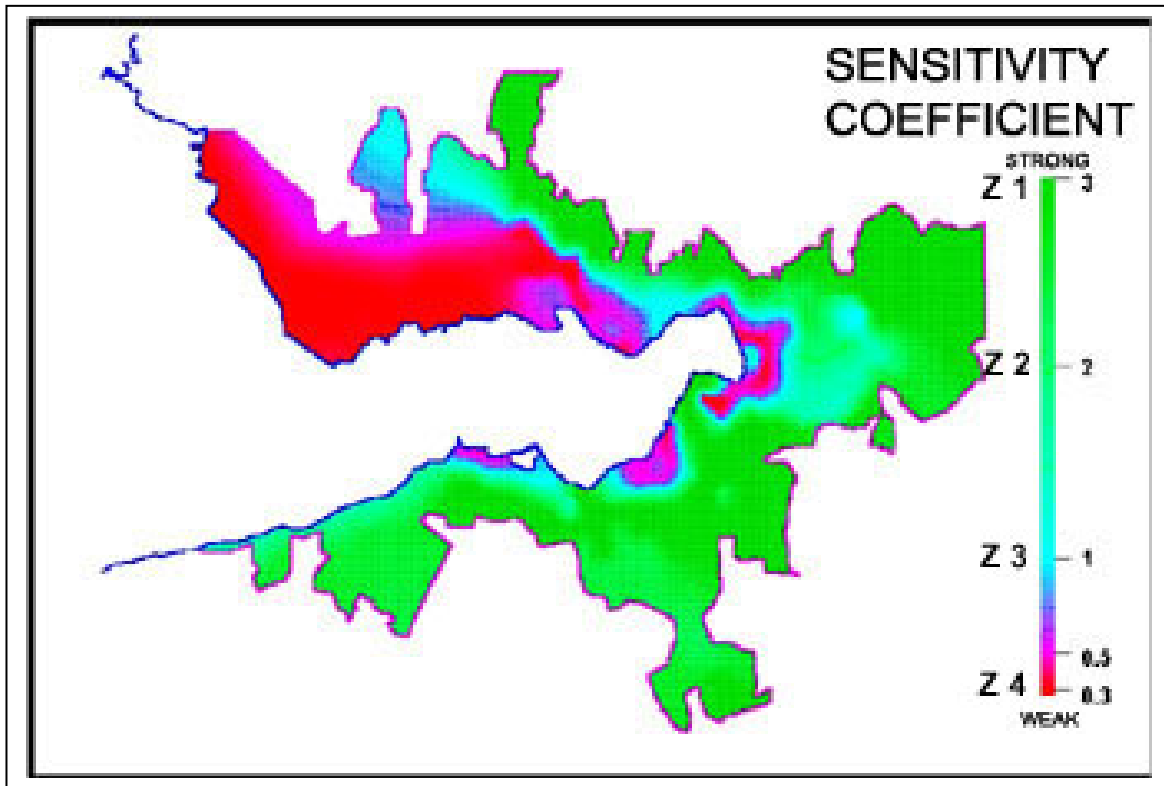 SENSITIVITY
COEFFICIENT
STRONG
Z 1
3
Z 2
2
Z 3
1
0.5
Z 4
0.3
WEAK